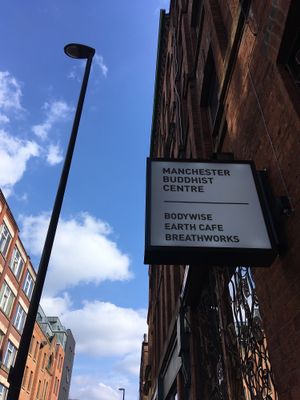 MANCHESTER
BUDDHIST
CENTRE
BODYWISE
EARTH CAFE
BREATHWORKS